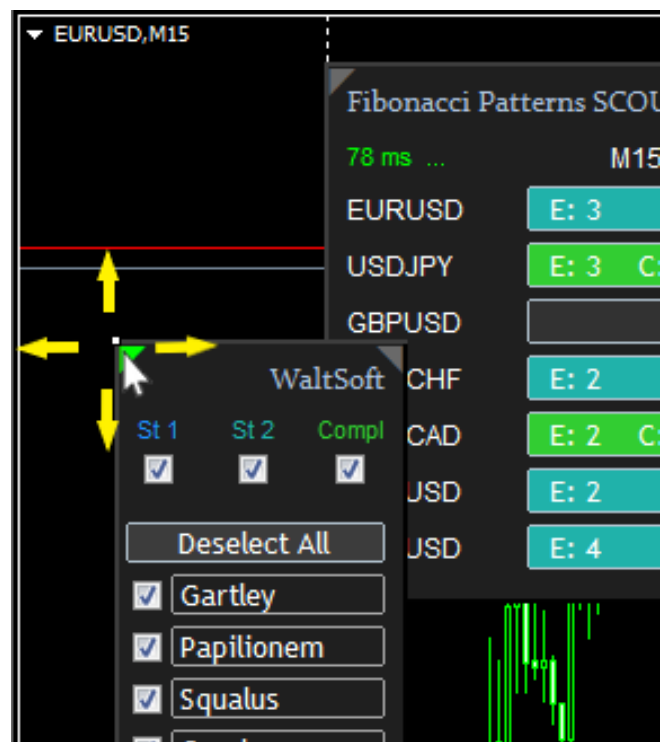 EURUSD,M15
Fibonacci Patterns
78 ms ...
M15
EURUSD
E: 3
USDJPY
E: 3 C:
GBPUSD
CHF
E: 2
CAD
E: 2 C:
USD
E: 2
USD
E: 4
WaltSoft
St 1 St 2 Compl
Deselect All
Gartley
Papilionem
Squalus